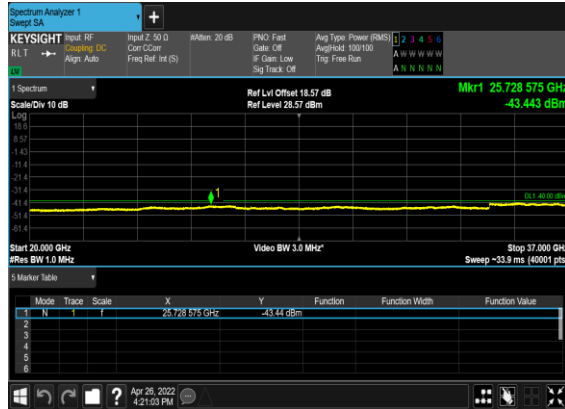 Spectrum Analyzer 1
Swept SA
+
KEYSIGHT Input: RF Input Z: 50 Ω #Atten: 20 dB PNO: Fast Avg Type: Power (RMS) 1 2 3 4 5 6
RLT Coupling: DC Corr CCorr Gate: Off Avg|Hold: 100/100 A W W W W W
Align: Auto Freq Ref: Int (S) IF Gain: Low Trig: Free Run
Sig Track: Off A N N N N N
1 Spectrum Ref Lvl Offset 18.57 dB Mkr1 25.728 575 GHz
Scale/Div 10 dB Ref Level 28.57 dBm -43.443 dBm
Log
18.6
8.57
-1.43
-11.4
-21.4
-31.4
1
DL1 -40.00 dBm
-41.4
-51.4
-61.4
Start 20.000 GHz Video BW 3.0 MHz* Stop 37.000 GHz
#Res BW 1.0 MHz Sweep ~33.9 ms (40001 pts)
5 Marker Table
Mode Trace Scale X Y Function Function Width Function Value
1 N 1 f 25.728 575 GHz -43.44 dBm
2
3
4
5
6
? Apr 26, 2022
4:21:03 PM